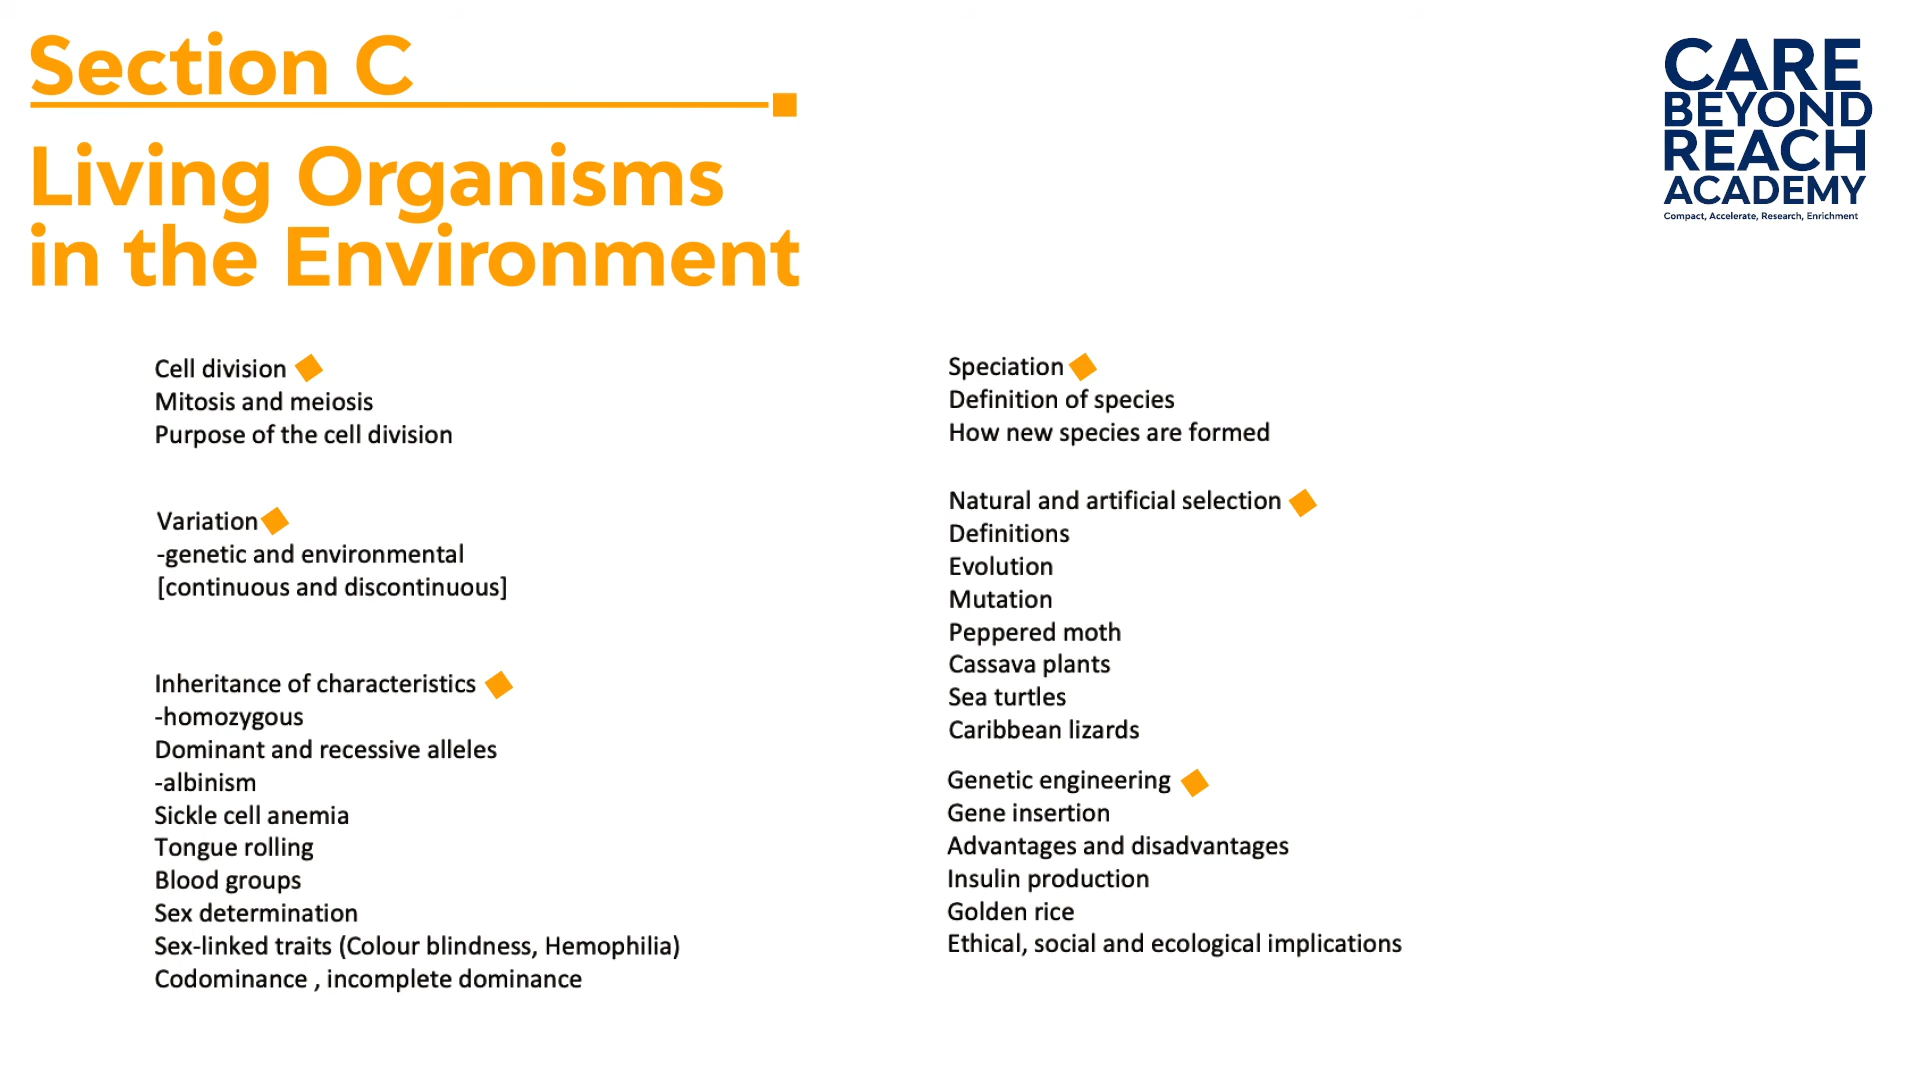 Section C
Living Organisms
in the Environment
CARE
BEYOND
REACH
ACADEMY
Compact, Accelerate, Research, Enrichment
Cell division
Mitosis and meiosis
Purpose of the cell division
Variation
-genetic and environmental
[continuous and discontinuous]
Inheritance of characteristics
-homozygous
Dominant and recessive alleles
-albinism
Sickle cell anemia
Tongue rolling
Blood groups
Sex determination
Sex-linked traits (Colour blindness, Hemophilia)
Codominance , incomplete dominance
Speciation
Definition of species
How new species are formed
Natural and artificial selection
Definitions
Evolution
Mutation
Peppered moth
Cassava plants
Sea turtles
Caribbean lizards
Genetic engineering
Gene insertion
Advantages and disadvantages
Insulin production
Golden rice
Ethical, social and ecological implications